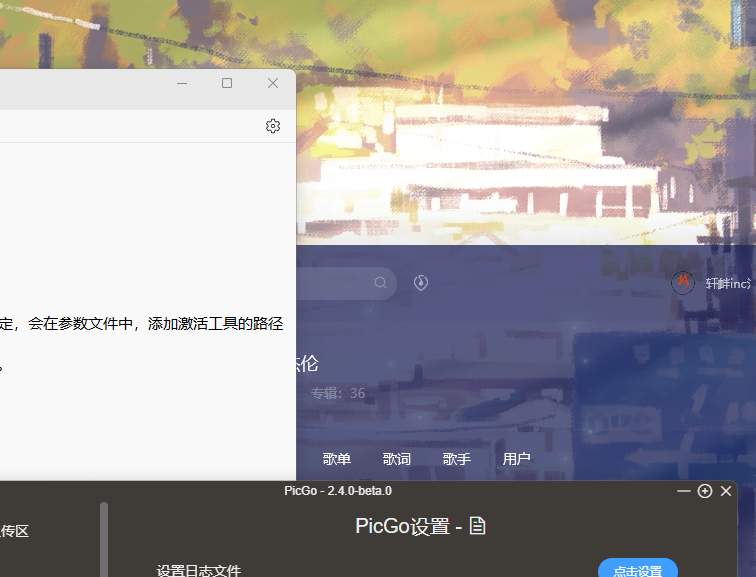 轩蚌inc
定，会在参数文件中，添加激活工具的路径
。
杰伦
专辑：36
歌单 歌词 歌手 用户
PicGo - 2.4.0-beta.0
PicGo设置 -
传区
设置日志文件
点击设置